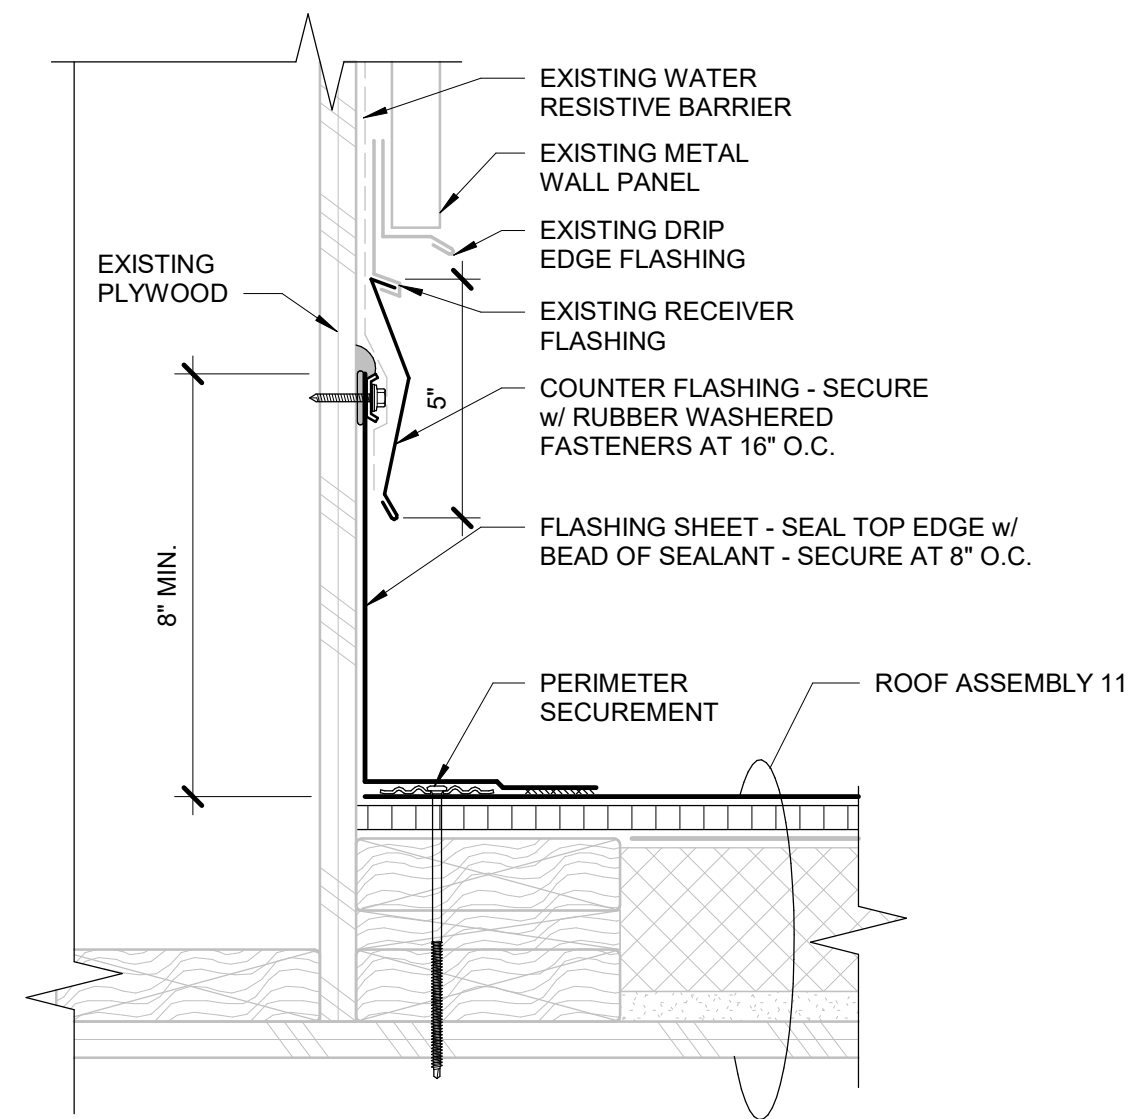 EXISTING WATER
RESISTIVE BARRIER
EXISTING METAL
WALL PANEL
EXISTING DRIP
EDGE FLASHING
EXISTING
PLYWOOD
EXISTING RECEIVER
FLASHING
COUNTER FLASHING - SECURE
w/ RUBBER WASHERED
FASTENERS AT 16" O.C.
5"
FLASHING SHEET - SEAL TOP EDGE w/
BEAD OF SEALANT - SECURE AT 8" O.C.
8" MIN.
PERIMETER
SECUREMENT
ROOF ASSEMBLY 11